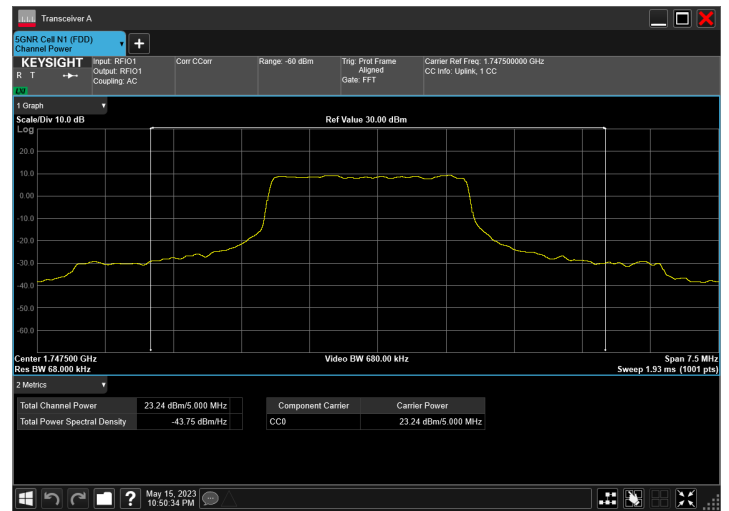 Transceiver A
5GNR Cell N1 (FDD)
Channel Power
KEYSIGHT
R T
LXI
Input: RFIO1
Output: RFIO1
Coupling: AC
Corr CCorr
Range: -60 dBm
Trig: Prot Frame
Aligned
Gate: FFT
Carrier Ref Freq: 1.747500000 GHz
CC Info: Uplink, 1 CC
1 Graph
Scale/Div 10.0 dB
Ref Value 30.00 dBm
Log
20.0
10.0
0.00
-10.0
-20.0
-30.0
-40.0
-50.0
-60.0
Center 1.747500 GHz
Video BW 680.00 kHz
Span 7.5 MHz
Res BW 68.000 kHz
Sweep 1.93 ms (1001 pts)
2 Metrics
Total Channel Power 23.24 dBm/5.000 MHz
Total Power Spectral Density -43.75 dBm/Hz
Component Carrier Carrier Power
CC0 23.24 dBm/5.000 MHz
?
May 15, 2023
10:50:34 PM